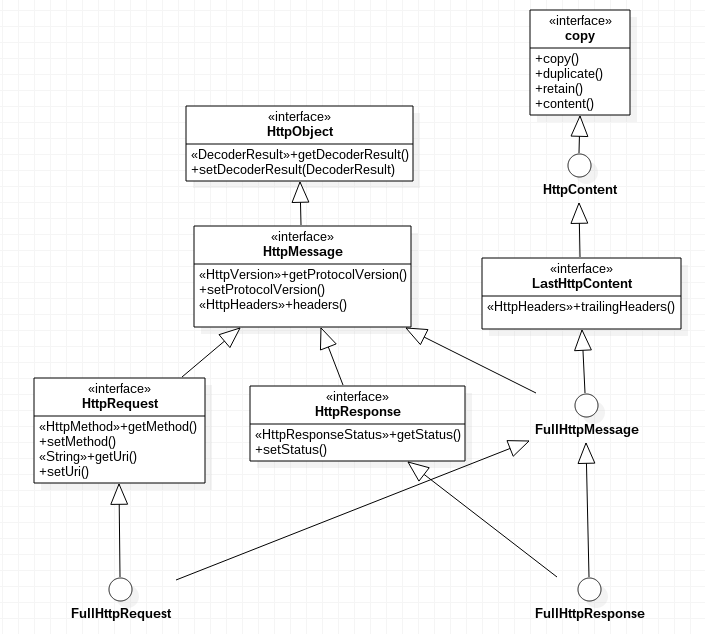 «interface»
copy
+copy()
+duplicate()
+retain()
+content()
«interface»
HttpObject
«DecoderResult»+getDecoderResult()
+setDecoderResult(DecoderResult)
HttpContent
«interface»
HttpMessage
«HttpVersion»+getProtocolVersion()
+setProtocolVersion()
«HttpHeaders»+headers()
«interface»
LastHttpContent
«HttpHeaders»+trailingHeaders()
«interface»
HttpRequest
«HttpMethod»+getMethod()
+setMethod()
«String»+getUri()
+setUri()
«interface»
HttpResponse
«HttpResponseStatus»+getStatus()
+setStatus()
FullHttpMessage
FullHttpRequest
FullHttpResponse